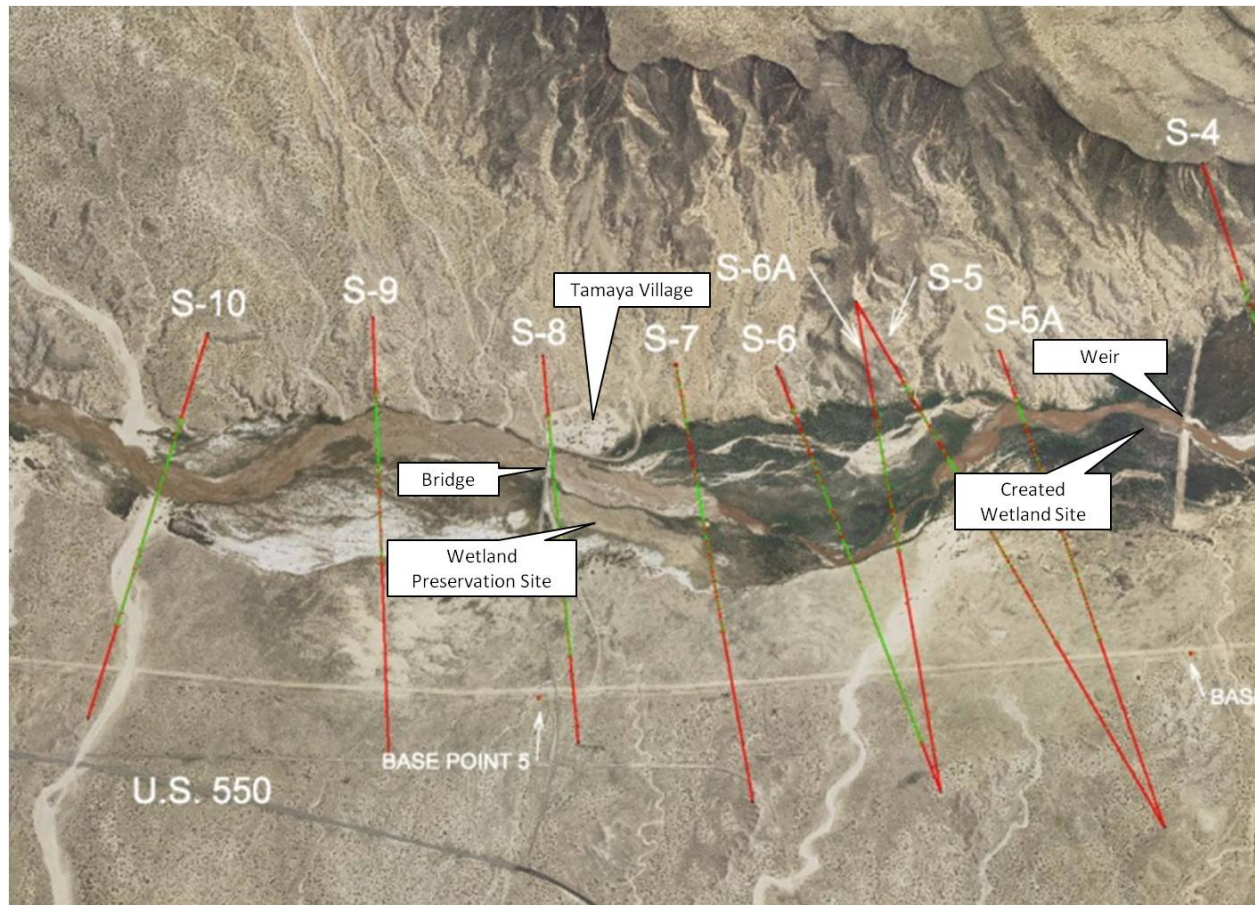 S-4
S-6A
S-5
Tamaya Village
S-10
S-9
S-8
S-7
S-6
S-5A
Weir
Bridge
Created
Wetland Site
Wetland
Preservation Site
BASE POINT 5
BAS
U.S. 550